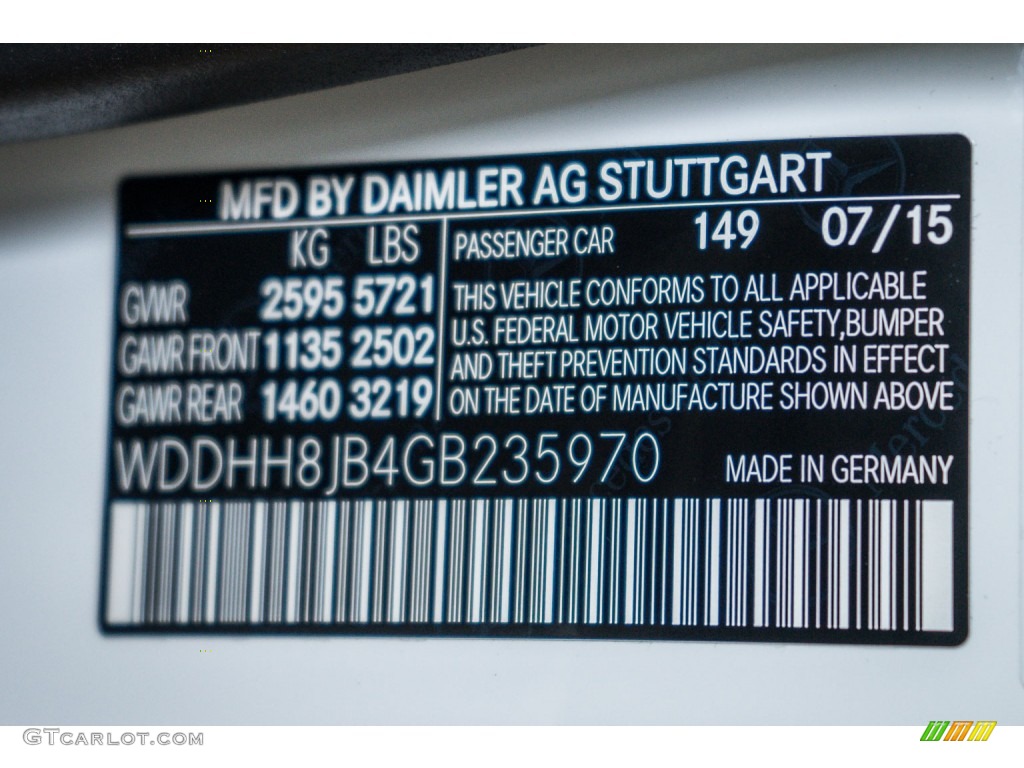 MFD BY DAIMLER AG STUTTGART
KG LBS
GVWR 2595 5721
GAWR FRONT 1135 2502
GAWR REAR 1460 3219
PASSENGER CAR 149 07/15
THIS VEHICLE CONFORMS TO ALL APPLICABLE
U.S. FEDERAL MOTOR VEHICLE SAFETY,BUMPER
AND THEFT PREVENTION STANDARDS IN EFFECT
ON THE DATE OF MANUFACTURE SHOWN ABOVE
WDDHH8JB4GB235970 MADE IN GERMANY
GTCARLOT.COM